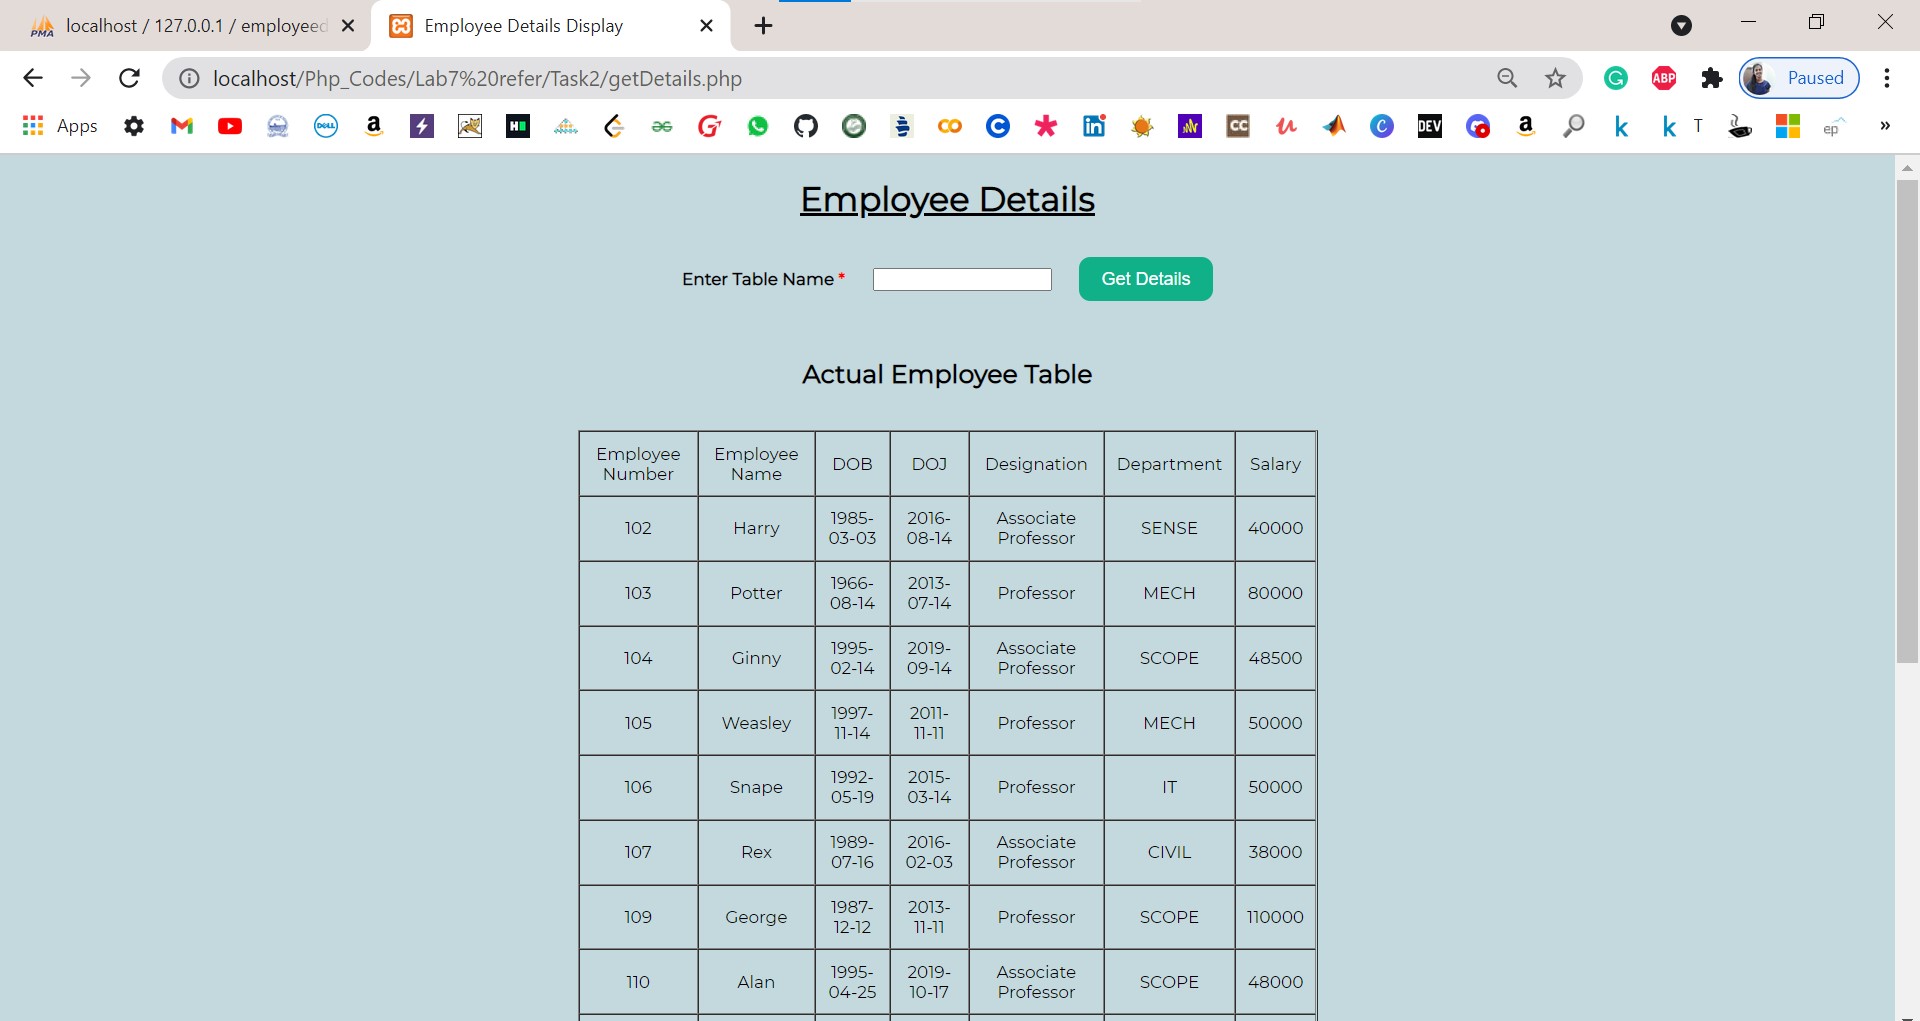 localhost / 127.0.0.1 / employeed
Employee Details Display
localhost/Php_Codes/Lab7%20refer/Task2/getDetails.php
ABP
Paused
Apps
DELL
CC
DEV
k
k T
ep
»
Employee Details
Enter Table Name *
Get Details
Actual Employee Table
Employee Number Employee Name DOB DOJ Designation Department Salary
102 Harry 1985-03-03 2016-08-14 Associate Professor SENSE 40000
103 Potter 1966-08-14 2013-07-14 Professor MECH 80000
104 Ginny 1995-02-14 2019-09-14 Associate Professor SCOPE 48500
105 Weasley 1997-11-14 2011-11-11 Professor MECH 50000
106 Snape 1992-05-19 2015-03-14 Professor IT 50000
107 Rex 1989-07-16 2016-02-03 Associate Professor CIVIL 38000
109 George 1987-12-12 2013-11-11 Professor SCOPE 110000
110 Alan 1995-04-25 2019-10-17 Associate Professor SCOPE 48000